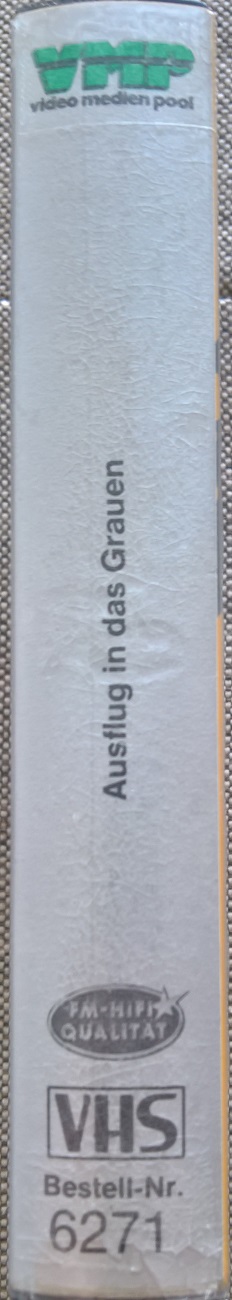 VMP
video medien pool
Ausflug in das Grauen
FM-HIFI
QUALITÄT
VHS
Bestell-Nr.
6271